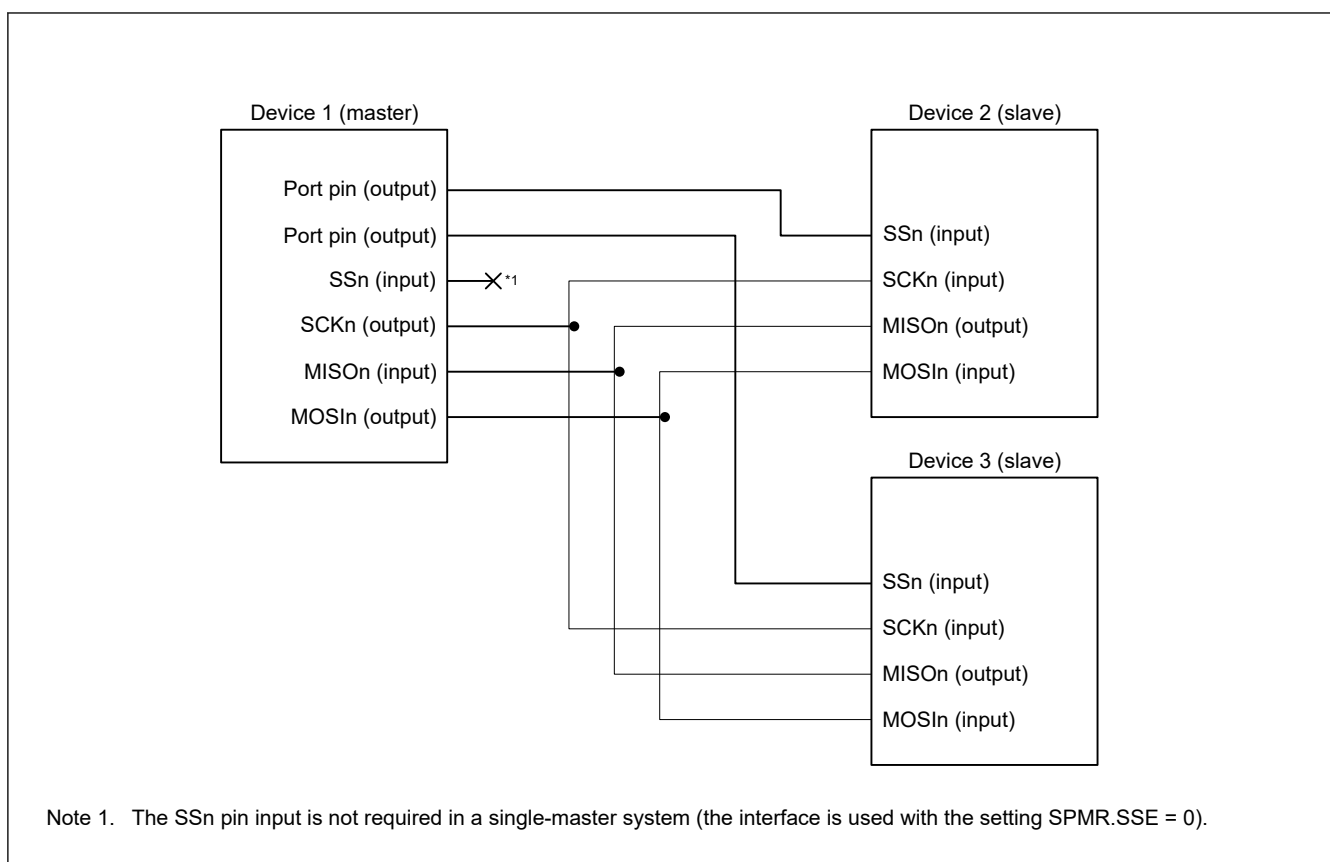 Device 1 (master)
Port pin (output)
Port pin (output)
SSn (input)
*1
SCKn (output)
MISOn (input)
MOSIn (output)
Device 2 (slave)
SSn (input)
SCKn (input)
MISOn (output)
MOSIn (input)
Device 3 (slave)
SSn (input)
SCKn (input)
MISOn (output)
MOSIn (input)
Note 1. The SSn pin input is not required in a single-master system (the interface is used with the setting SPMR.SSE = 0).